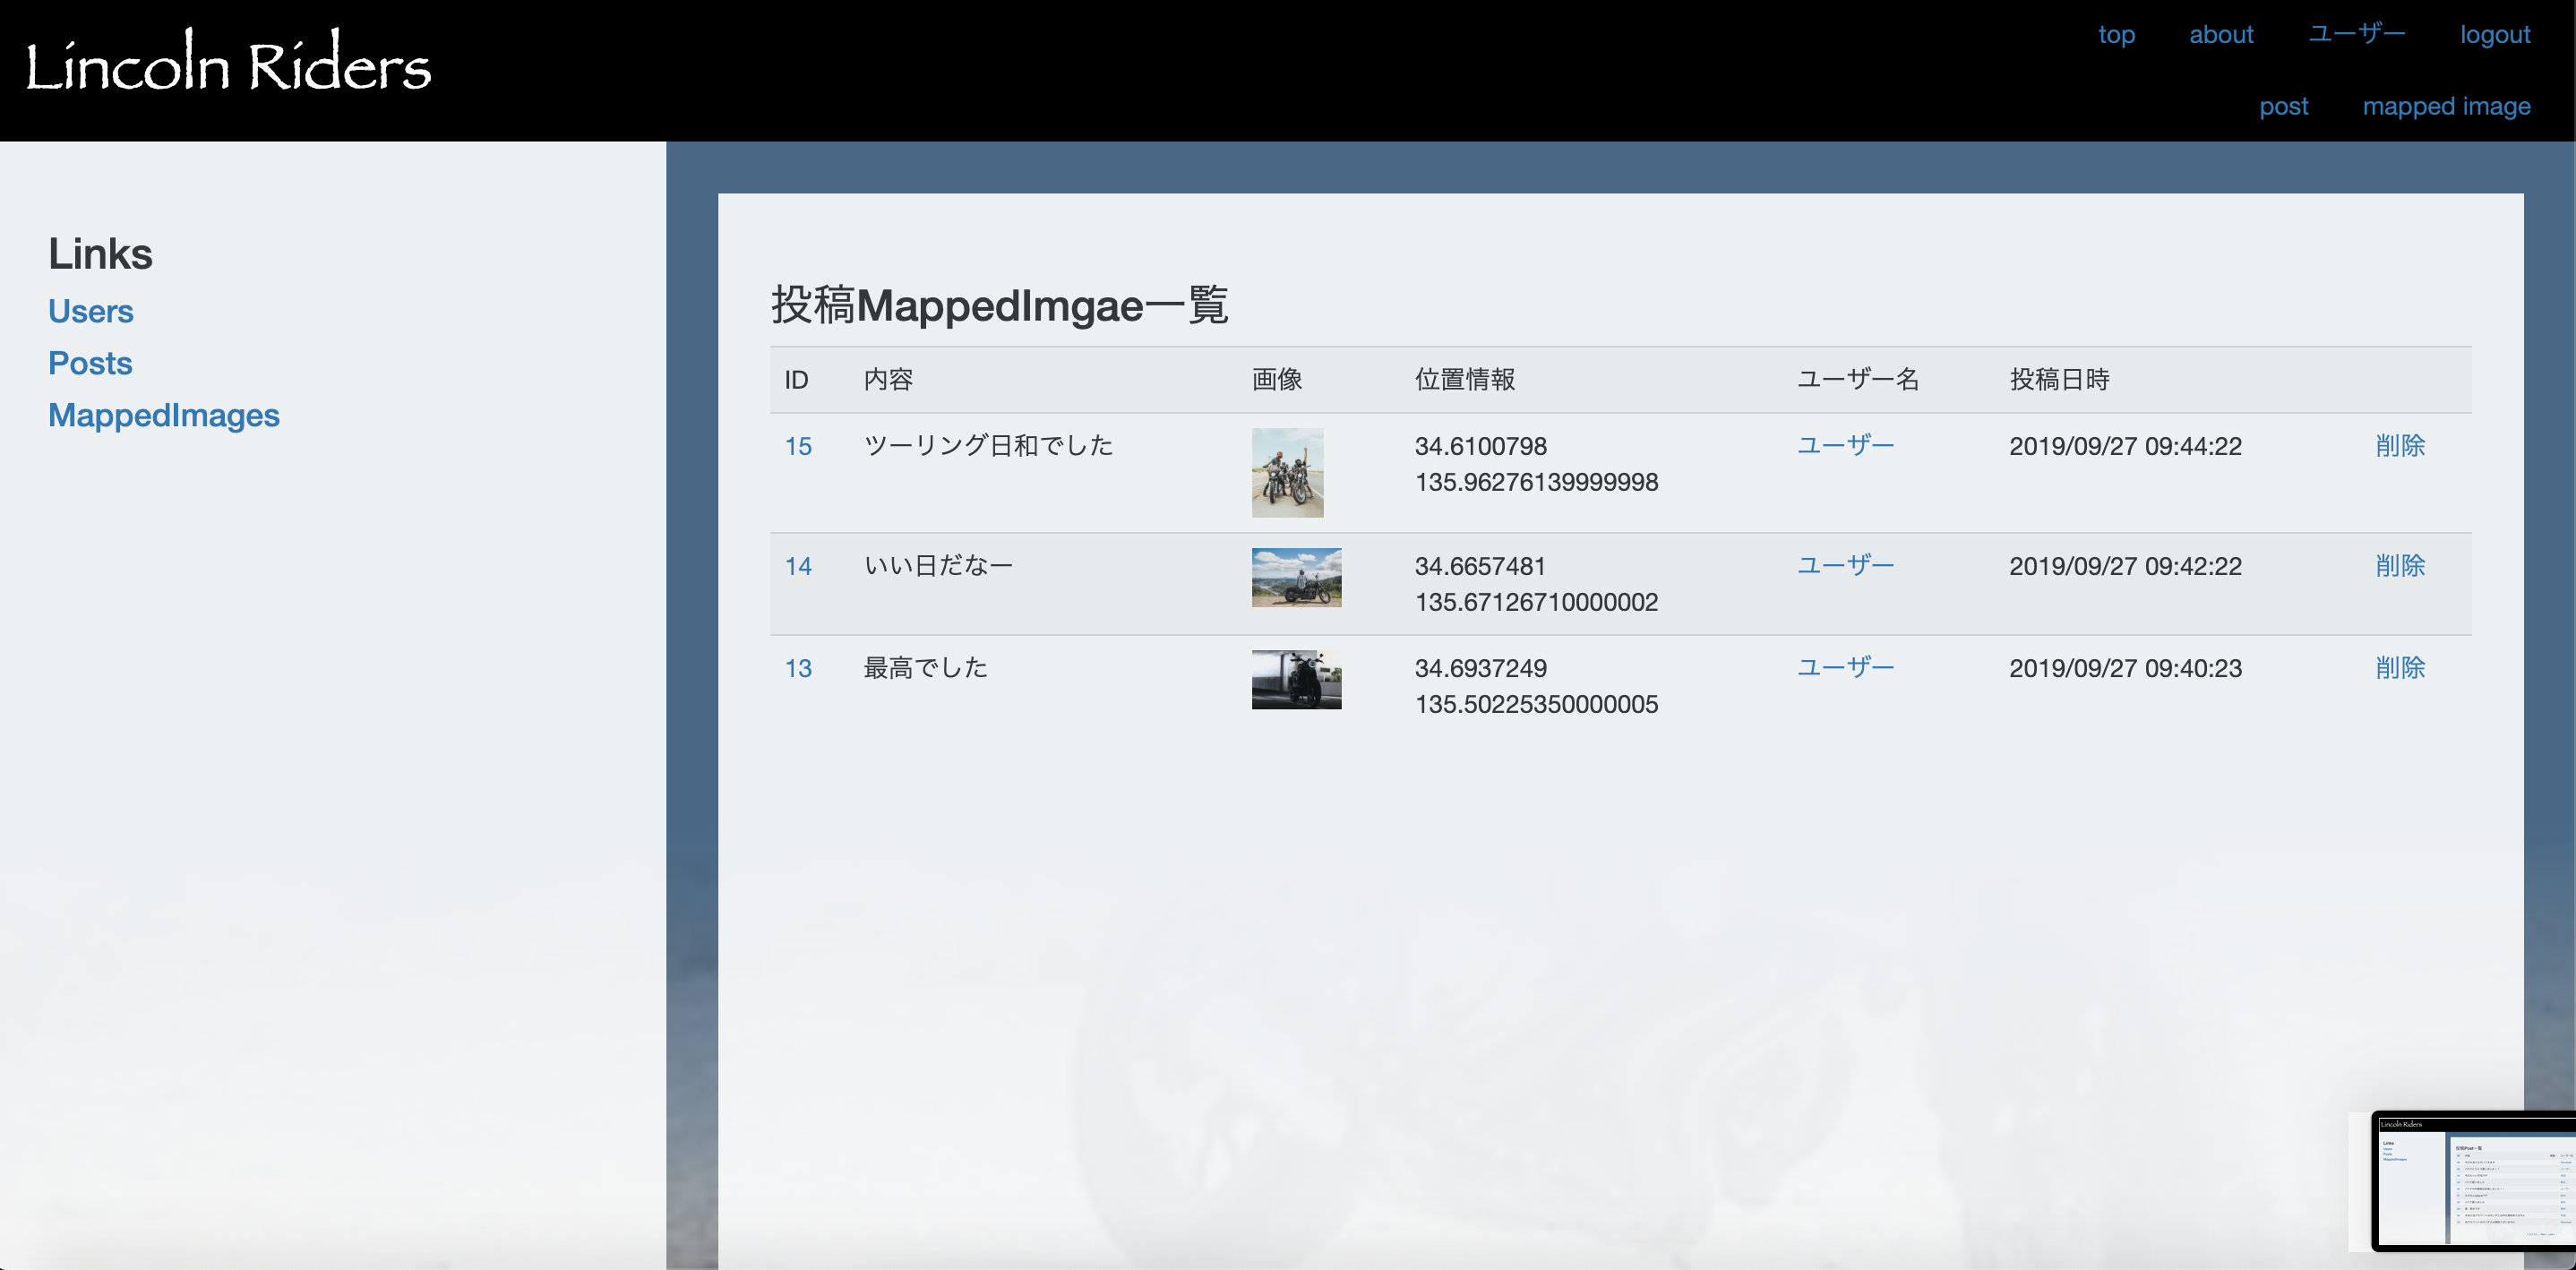 Lincoln Riders
top about ユーザー logout
post mapped image
Links
Users
Posts
MappedImages
投稿MappedImgae一覧
ID 内容 画像 位置情報 ユーザー名 投稿日時
15 ツーリング日和でした 34.6100798 ユーザー 2019/09/27 09:44:22 削除
135.96276139999998
14 いい日だなー 34.6657481 ユーザー 2019/09/27 09:42:22 削除
135.67126710000002
13 最高でした 34.6937249 ユーザー 2019/09/27 09:40:23 削除
135.50225350000005
Lincoln Riders
Links
Users
Posts
MappedImages